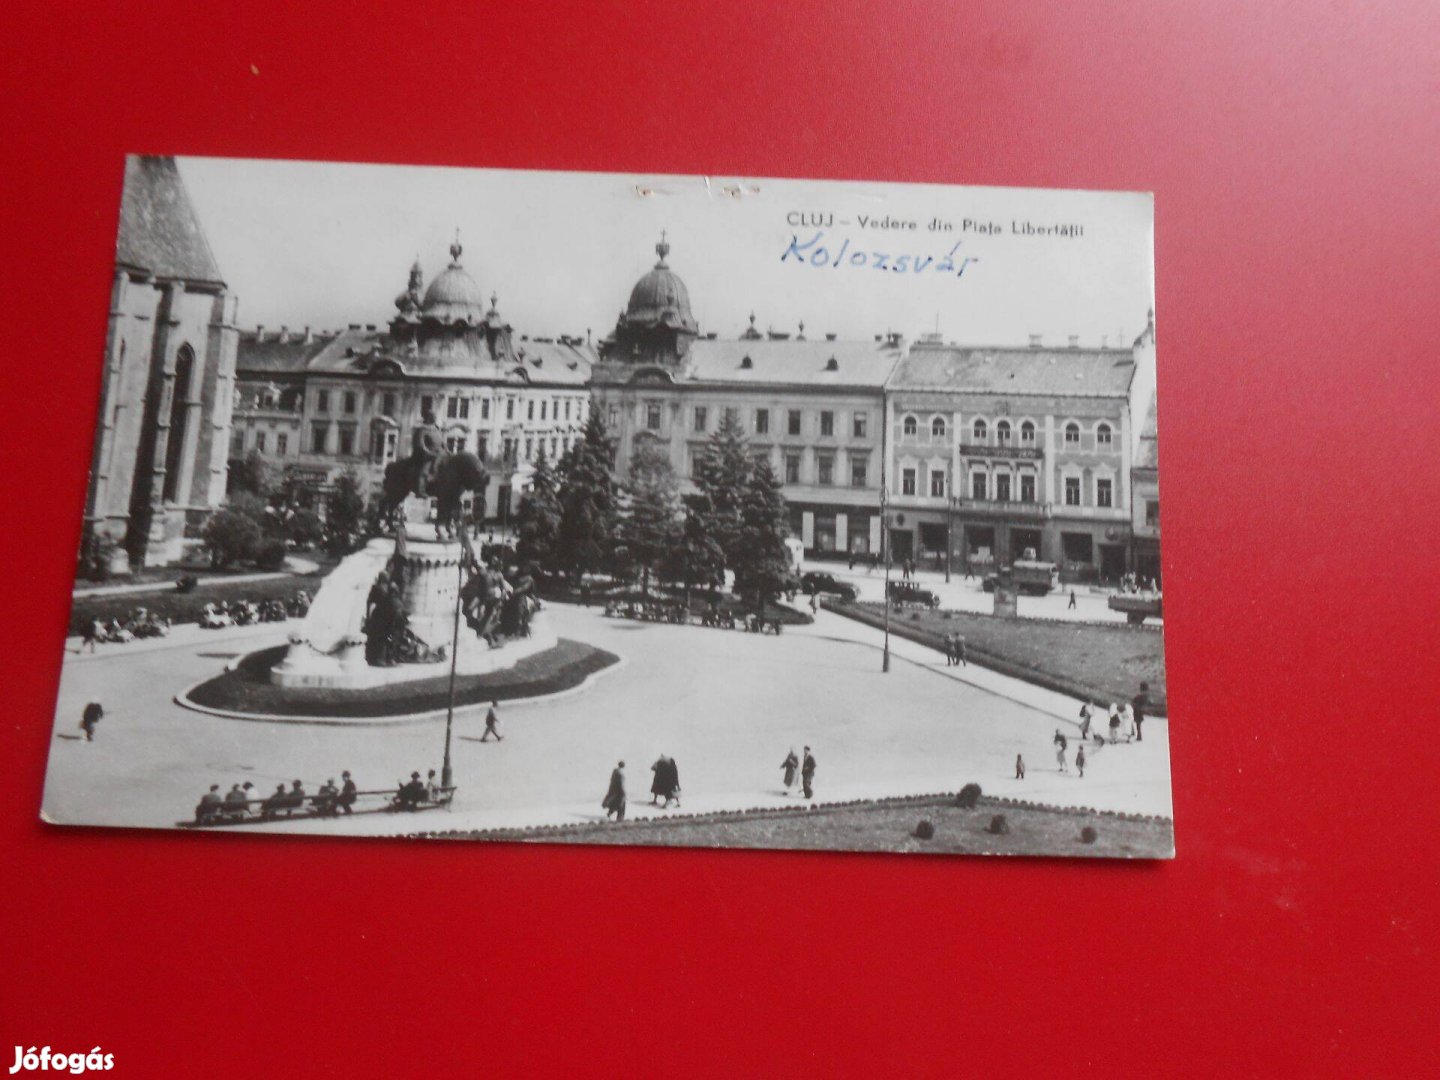 CLUJ – Vedere din Piața Libertății
Kolozsvár
Jófogás